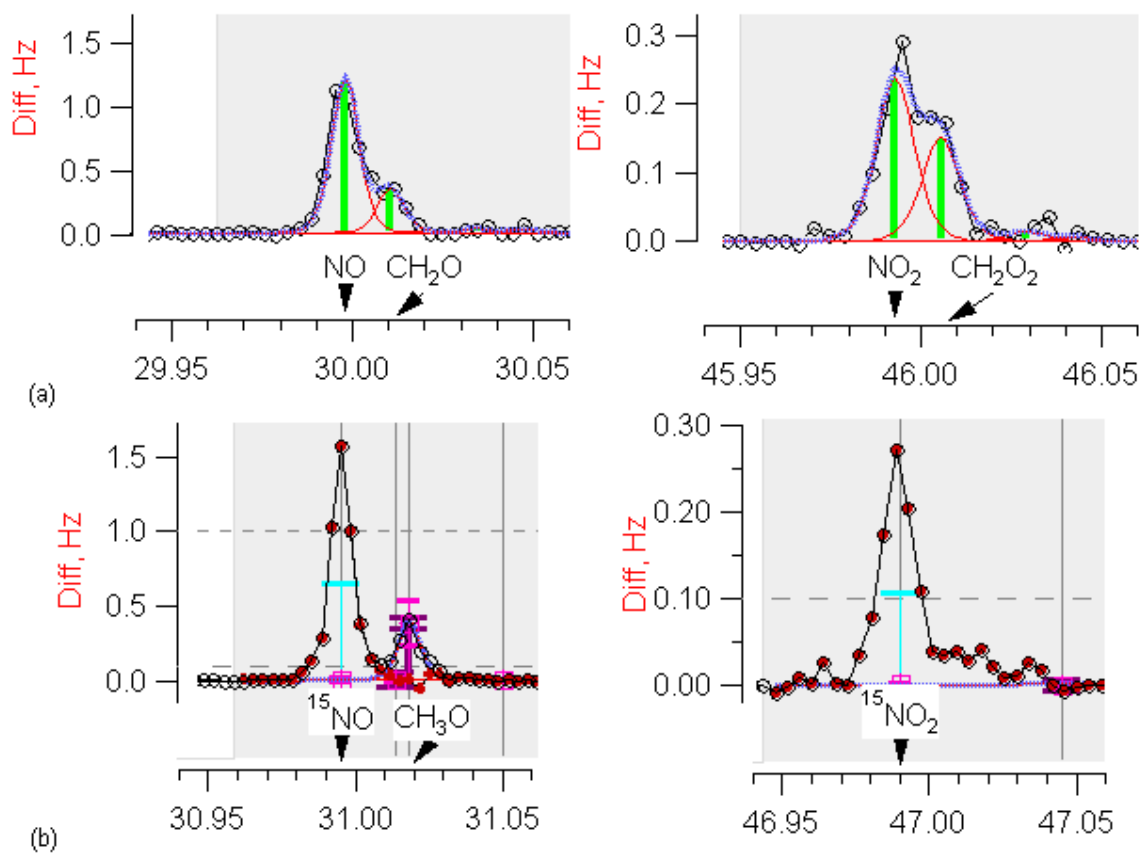 Diff, Hz
1.5
1.0
0.5
0.0
NO
CH₂O
29.95
30.00
30.05
Diff, Hz
0.3
0.2
0.1
0.0
NO₂
CH₂O₂
45.95
46.00
46.05
(a)
Diff, Hz
1.5
1.0
0.5
0.0
¹⁵NO
CH₃O
30.95
31.00
31.05
Diff, Hz
0.30
0.20
0.10
0.00
¹⁵NO₂
46.95
47.00
47.05
(b)